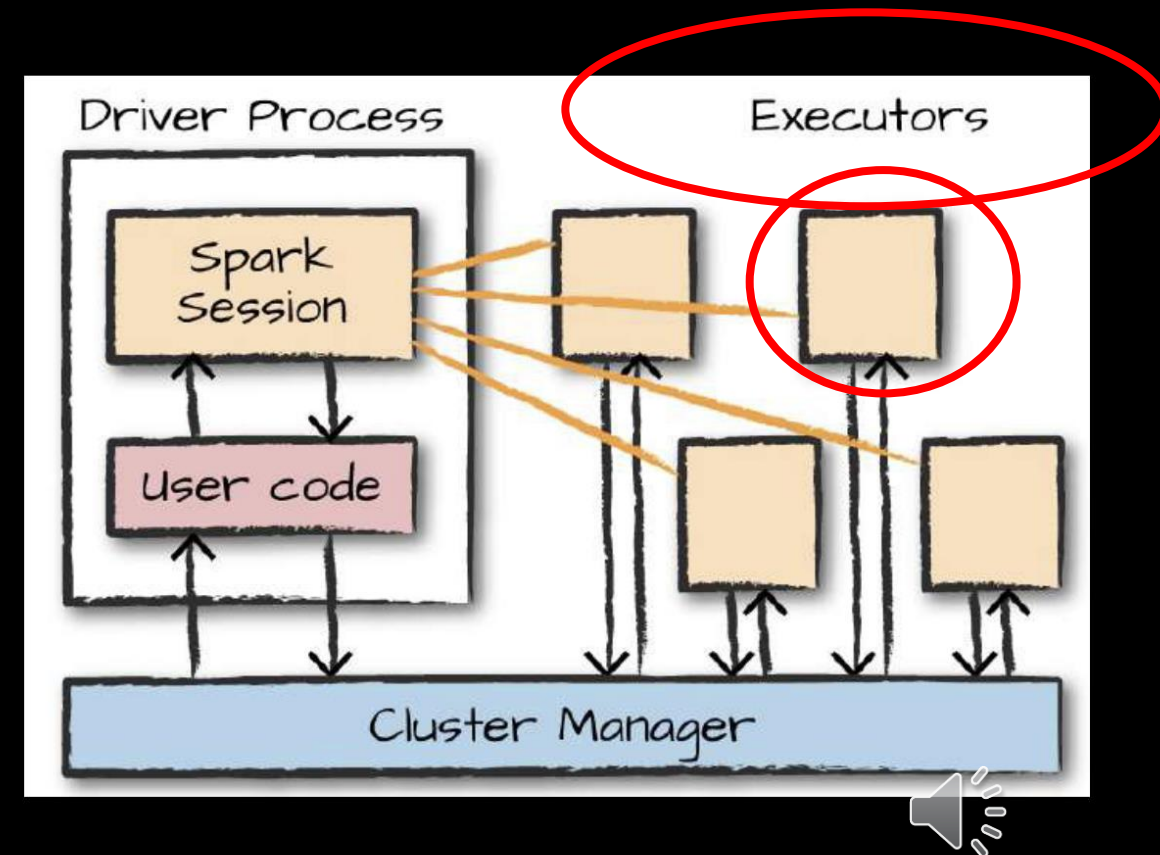 Driver Process
Executors
Spark
Session
User code
Cluster Manager